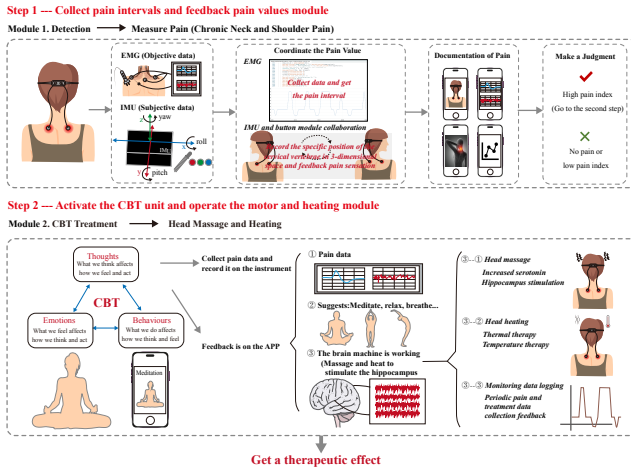 Step 1 --- Collect pain intervals and feedback pain values module
Module 1. Detection Measure Pain (Chronic Neck and Shoulder Pain)
EMG (Objective data)
IMU (Subjective data)
yaw
roll
pitch
Coordinate the Pain Value
EMG
Collect data and get
the pain interval
IMU and button module collaboration
Record the specific position of the
cervical vertebrae in 3-dimensional
space and feedback pain sensation
Documentation of Pain
Make a Judgment
High pain index
(Go to the second step)
No pain or
low pain index
Step 2 --- Activate the CBT unit and operate the motor and heating module
Module 2. CBT Treatment Head Massage and Heating
Thoughts
What we think affects
how we feel and act
CBT
Emotions
What we feel affects
how we think and act
Behaviours
What we do affects
how we think and feel
Meditation
Collect pain data and
record it on the instrument
Feedback is on the APP
① Pain data
② Suggests:Meditate, relax, breathe...
③ The brain machine is working
(Massage and heat to
stimulate the hippocampus
③--① Head massage
Increased serotonin
Hippocampus stimulation
③--② Head heating
Thermal therapy
Temperature therapy
③--③ Monitoring data logging
Periodic pain and
treatment data
collection feedback
Get a therapeutic effect